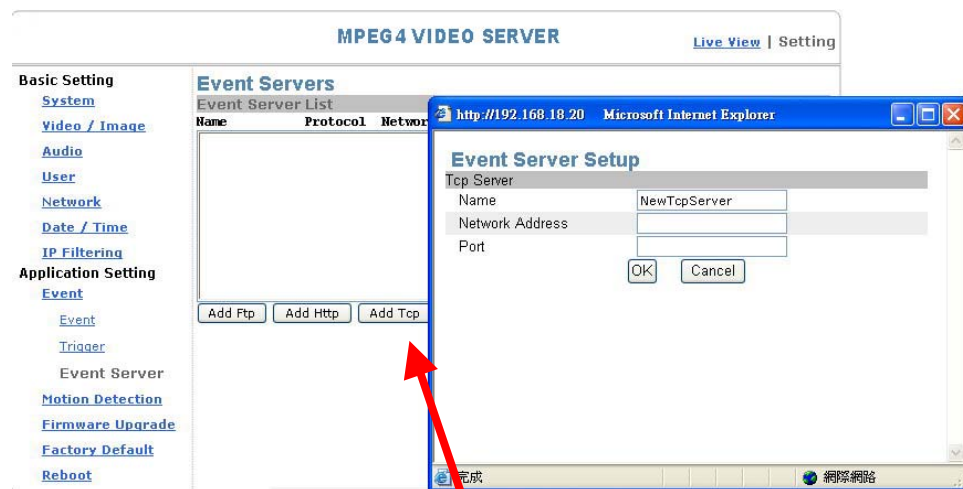 MPEG4 VIDEO SERVER
Live View | Setting
Basic Setting
System
Video / Image
Audio
User
Network
Date / Time
IP Filtering
Application Setting
Event
Event
Trigger
Event Server
Motion Detection
Firmware Upgrade
Factory Default
Reboot
Event Servers
Event Server List
Name Protocol Networ
Add Ftp Add Http Add Tcp
http://192.168.18.20 Microsoft Internet Explorer
Event Server Setup
Tcp Server
Name NewTcpServer
Network Address
Port
OK Cancel
完成 網際網路